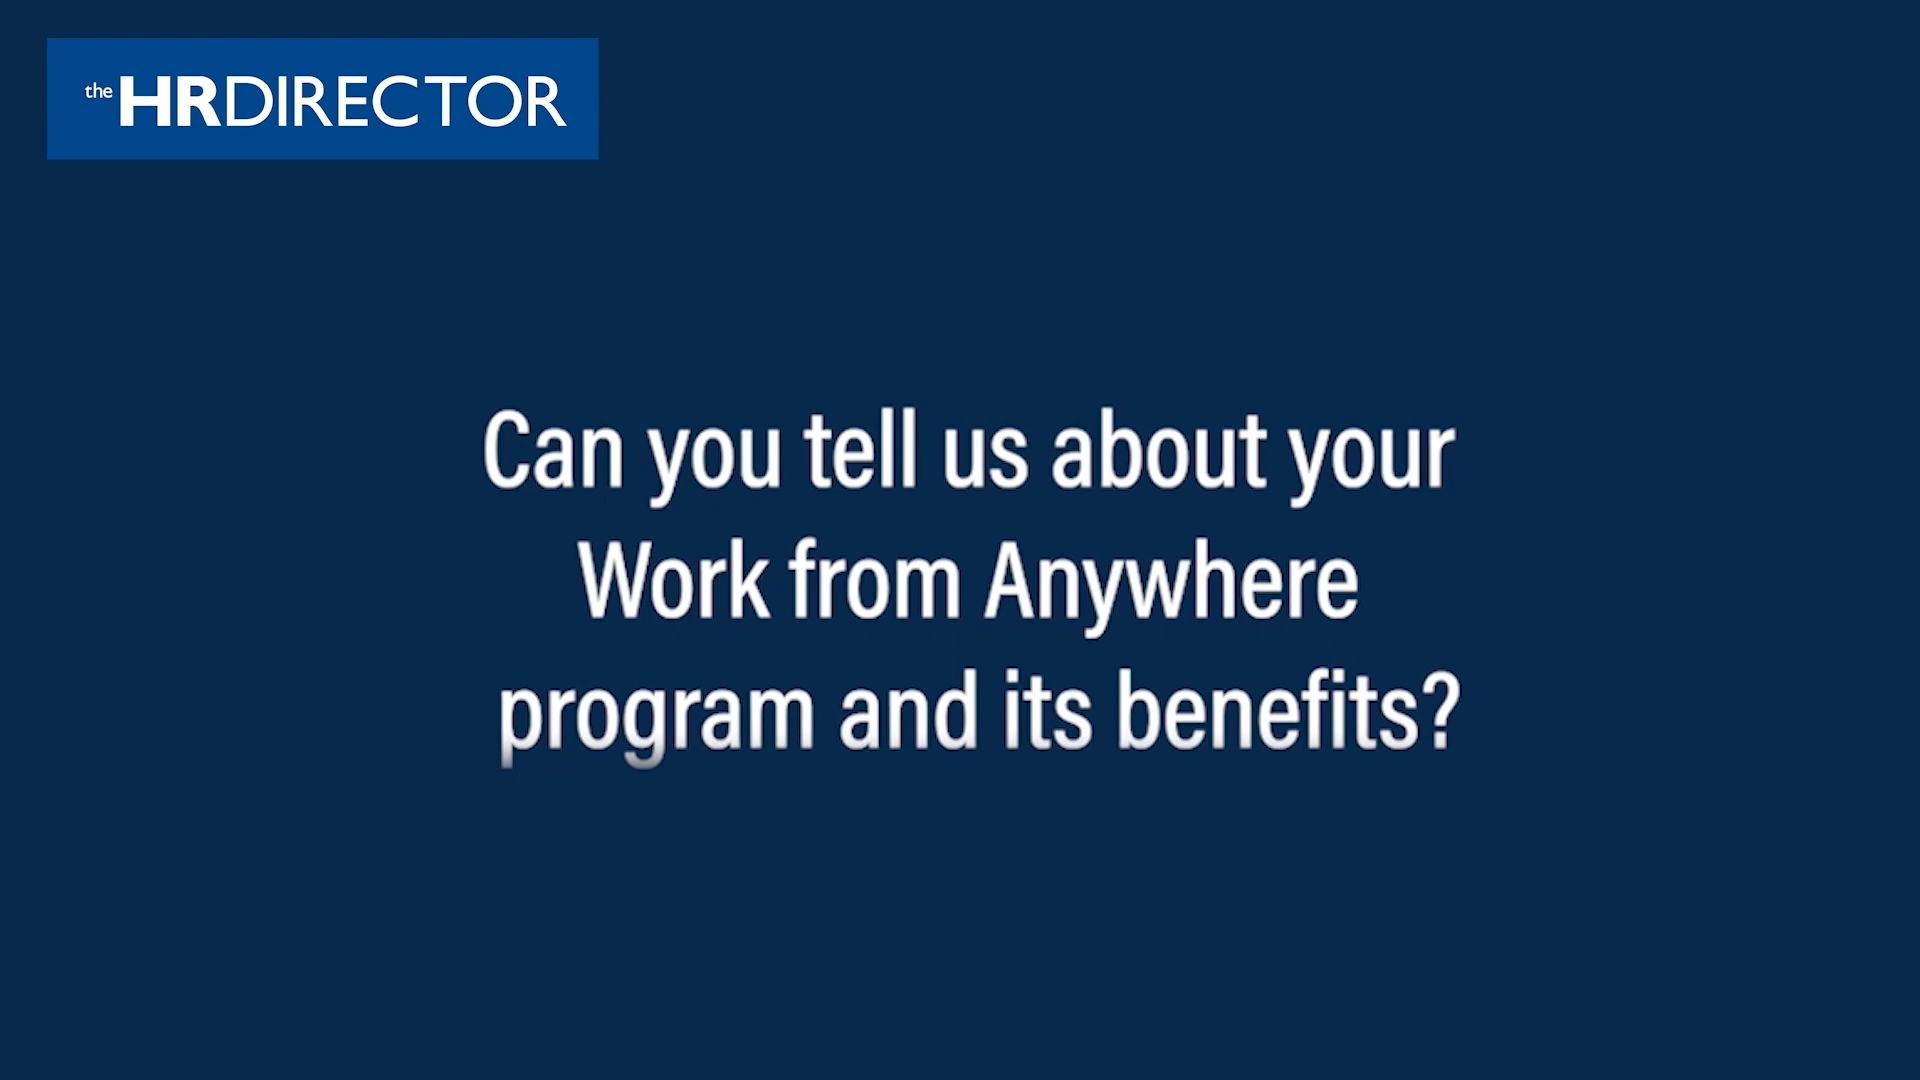 the HRDIRECTOR
Can you tell us about your
Work from Anywhere
program and its benefits?